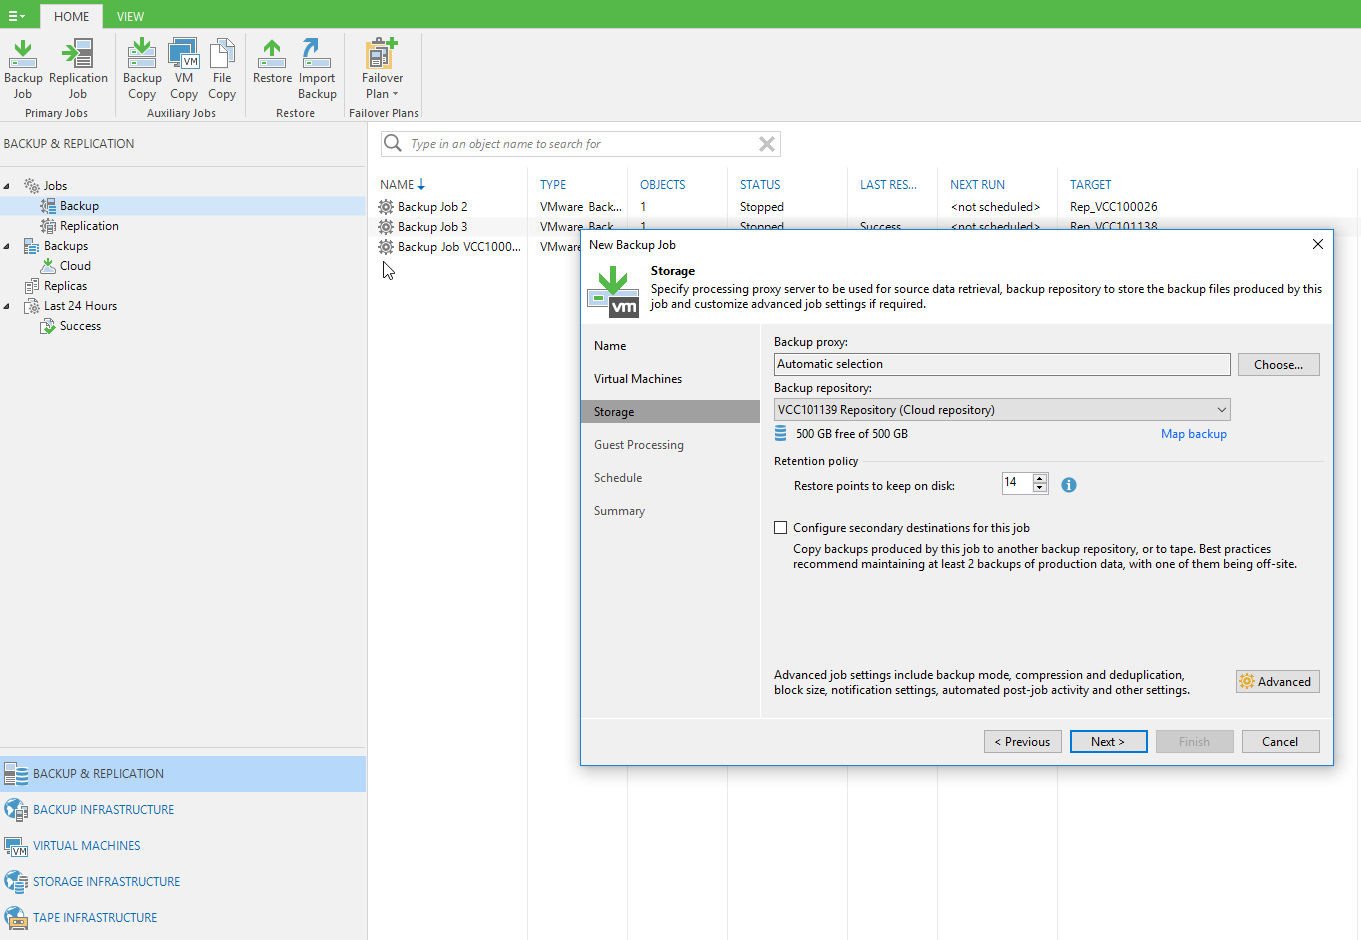 HOME VIEW
Backup Job
Replication Job
Backup Copy
VM Copy
File Copy
Restore
Import Backup
Failover Plan
VM
Primary Jobs
Auxiliary Jobs
Restore
Failover Plans
BACKUP & REPLICATION
Jobs
Backup
Replication
Backups
Cloud
Replicas
Last 24 Hours
Success
BACKUP & REPLICATION
BACKUP INFRASTRUCTURE
VIRTUAL MACHINES
STORAGE INFRASTRUCTURE
TAPE INFRASTRUCTURE
Type in an object name to search for
NAME TYPE OBJECTS STATUS LAST RES... NEXT RUN TARGET
Backup Job 2 VMware Back... 1 Stopped <not scheduled> Rep_VCC100026
Backup Job 3 VMware Back 1 Stopped Success <not scheduled> Rep_VCC101138
Backup Job VCC1000... VMware
New Backup Job
vm
Storage
Specify processing proxy server to be used for source data retrieval, backup repository to store the backup files produced by this
job and customize advanced job settings if required.
Name
Virtual Machines
Storage
Guest Processing
Schedule
Summary
Backup proxy:
Automatic selection
Choose...
Backup repository:
VCC101139 Repository (Cloud repository)
500 GB free of 500 GB
Map backup
Retention policy
Restore points to keep on disk: 14
Configure secondary destinations for this job
Copy backups produced by this job to another backup repository, or to tape. Best practices
recommend maintaining at least 2 backups of production data, with one of them being off-site.
Advanced job settings include backup mode, compression and deduplication,
block size, notification settings, automated post-job activity and other settings.
Advanced
< Previous
Next >
Finish
Cancel